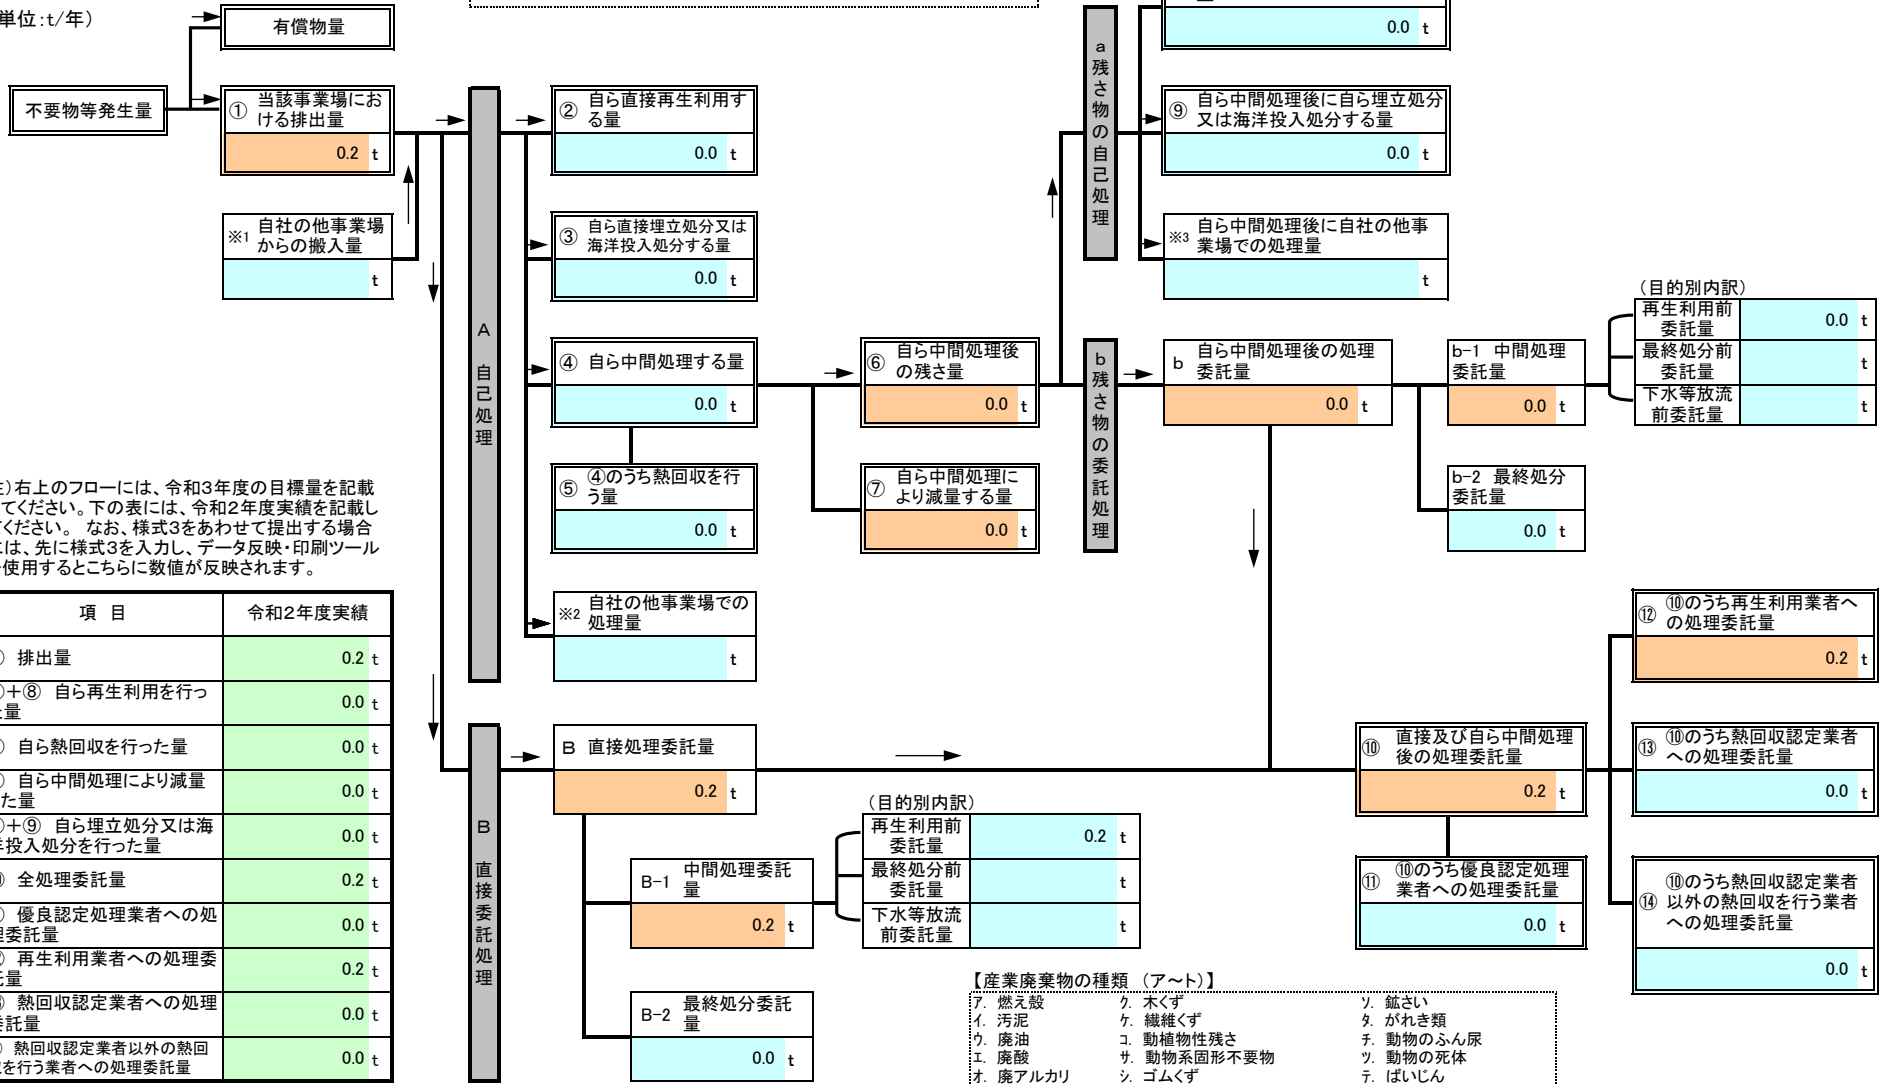 単位:t/年）
有償物量
不要物等発生量
① 当該事業場にお
ける排出量
0.2 t
※1 自社の他事業場
からの搬入量
t
A 自己処理
② 自ら直接再生利用す
る量
0.0 t
③ 自ら直接埋立処分又は
海洋投入処分する量
0.0 t
④ 自ら中間処理する量
0.0 t
⑤ ④のうち熱回収を行
う量
0.0 t
※2 自社の他事業場での
処理量
t
⑥ 自ら中間処理後
の残さ量
0.0 t
⑦ 自ら中間処理に
より減量する量
0.0 t
a 残さ物の自己処理
0.0 t
⑨ 自ら中間処理後に自ら埋立処分
又は海洋投入処分する量
0.0 t
※3 自ら中間処理後に自社の他事
業場での処理量
t
b 残さ物の委託処理
b 自ら中間処理後の処理
委託量
0.0 t
b-1 中間処理
委託量
0.0 t
b-2 最終処分
委託量
0.0 t
（目的別内訳）
再生利用前
委託量
0.0 t
最終処分前
委託量
t
下水等放流
前委託量
t
）右上のフローには、令和3年度の目標量を記載
てください。下の表には、令和2年度実績を記載し
ください。 なお、様式3をあわせて提出する場合
は、先に様式3を入力し、データ反映・印刷ツール
使用するとこちらに数値が反映されます。
項 目 令和2年度実績
） 排出量 0.2 t
＋⑧ 自ら再生利用を行っ
量 0.0 t
） 自ら熱回収を行った量 0.0 t
） 自ら中間処理により減量
た量 0.0 t
＋⑨ 自ら埋立処分又は海
投入処分を行った量 0.0 t
） 全処理委託量 0.2 t
） 優良認定処理業者への処
委託量 0.0 t
） 再生利用業者への処理委
量 0.2 t
） 熱回収認定業者への処理
託量 0.0 t
） 熱回収認定業者以外の熱回
を行う業者への処理委託量 0.0 t
B 直接委託処理
B 直接処理委託量
0.2 t
B-1 中間処理委託
量
0.2 t
B-2 最終処分委託
量
0.0 t
（目的別内訳）
再生利用前
委託量
0.2 t
最終処分前
委託量
t
下水等放流
前委託量
t
⑩ 直接及び自ら中間処理
後の処理委託量
0.2 t
⑪ ⑩のうち優良認定処理
業者への処理委託量
0.0 t
⑫ ⑩のうち再生利用業者へ
の処理委託量
0.2 t
⑬ ⑩のうち熱回収認定業者
への処理委託量
0.0 t
⑭ ⑩のうち熱回収認定業者
以外の熱回収を行う業者
への処理委託量
0.0 t
【産業廃棄物の種類 （ア～ト）】
ア. 燃え殻 ク. 木くず ソ. 鉱さい
イ. 汚泥 ケ. 繊維くず タ. がれき類
ウ. 廃油 コ. 動植物性残さ チ. 動物のふん尿
エ. 廃酸 サ. 動物系固形不要物 ツ. 動物の死体
オ. 廃アルカリ シ. ゴムくず テ. ばいじん